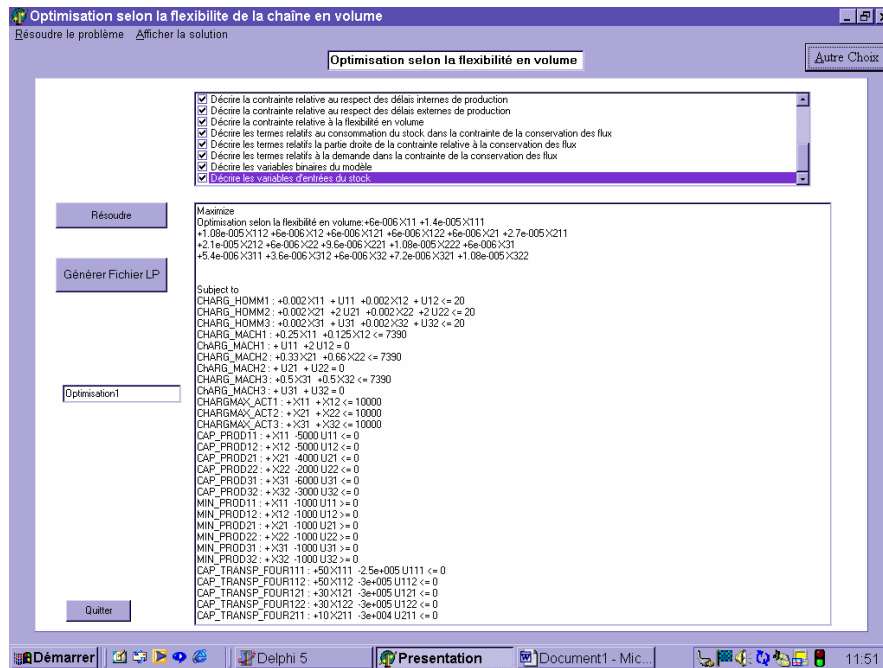 Optimisation selon la flexibilite de la chaîne en volume
Résoudre le problème Afficher la solution
Optimisation selon la flexibilité en volume
Autre Choix
Décrire la contrainte relative au respect des délais internes de production
Décrire la contrainte relative au respect des délais externes de production
Décrire la contrainte relative à la flexibilité en volume
Décrire les termes relatifs au consommation du stock dans la contrainte de la conservation des flux
Décrire les termes relatifs la partie droite de la contrainte relative à la conservation des flux
Décrire les termes relatifs à la demande dans la contrainte de la conservation des flux
Décrire les variables binaires du modèle
Décrire les variables d'entrées du stock
Résoudre
Générer Fichier LP
Optimisation1
Quitter
Maximize
Optimisation selon la flexibilité en volume:+6e-006 X11 +1.4e-005 X111
+1.08e-005 X112 +6e-006 X12 +6e-006 X121 +6e-006 X122 +6e-006 X21 +2.7e-005 X211
+2.1e-005 X212 +6e-006 X22 +9.6e-006 X221 +1.08e-005 X222 +6e-006 X31
+5.4e-006 X311 +3.6e-006 X312 +6e-006 X32 +7.2e-006 X321 +1.08e-005 X322
Subject to
CHARG_HOMM1 : +0.002 X11 + U11 +0.002 X12 + U12 <= 20
CHARG_HOMM2 : +0.002 X21 +2 U21 +0.002 X22 +2 U22 <= 20
CHARG_HOMM3 : +0.002 X31 + U31 +0.002 X32 + U32 <= 20
CHARG_MACH1 : +0.25 X11 +0.125 X12 <= 7390
ChARG_MACH1 : + U11 +2 U12 = 0
CHARG_MACH2 : +0.33 X21 +0.66 X22 <= 7390
ChARG_MACH2 : + U21 + U22 = 0
CHARG_MACH3 : +0.5 X31 +0.5 X32 <= 7390
ChARG_MACH3 : + U31 + U32 = 0
CHARGMAX_ACT1 : + X11 + X12 <= 10000
CHARGMAX_ACT2 : + X21 + X22 <= 10000
CHARGMAX_ACT3 : + X31 + X32 <= 10000
CAP_PROD11 : + X11 -5000 U11 <= 0
CAP_PROD12 : + X12 -5000 U12 <= 0
CAP_PROD21 : + X21 -4000 U21 <= 0
CAP_PROD22 : + X22 -2000 U22 <= 0
CAP_PROD31 : + X31 -6000 U31 <= 0
CAP_PROD32 : + X32 -3000 U32 <= 0
MIN_PROD11 : + X11 -1000 U11 >= 0
MIN_PROD12 : + X12 -1000 U12 >= 0
MIN_PROD21 : + X21 -1000 U21 >= 0
MIN_PROD22 : + X22 -1000 U22 >= 0
MIN_PROD31 : + X31 -1000 U31 >= 0
MIN_PROD32 : + X32 -1000 U32 >= 0
CAP_TRANSP_FOUR111 : +50 X111 -2.5e+005 U111 <= 0
CAP_TRANSP_FOUR112 : +50 X112 -3e+005 U112 <= 0
CAP_TRANSP_FOUR121 : +30 X121 -3e+005 U121 <= 0
CAP_TRANSP_FOUR122 : +30 X122 -3e+005 U122 <= 0
CAP_TRANSP_FOUR211 : +10 X211 -3e+004 U211 <= 0
Démarrer Delphi 5 Presentation Document1 - Mic... 11:51